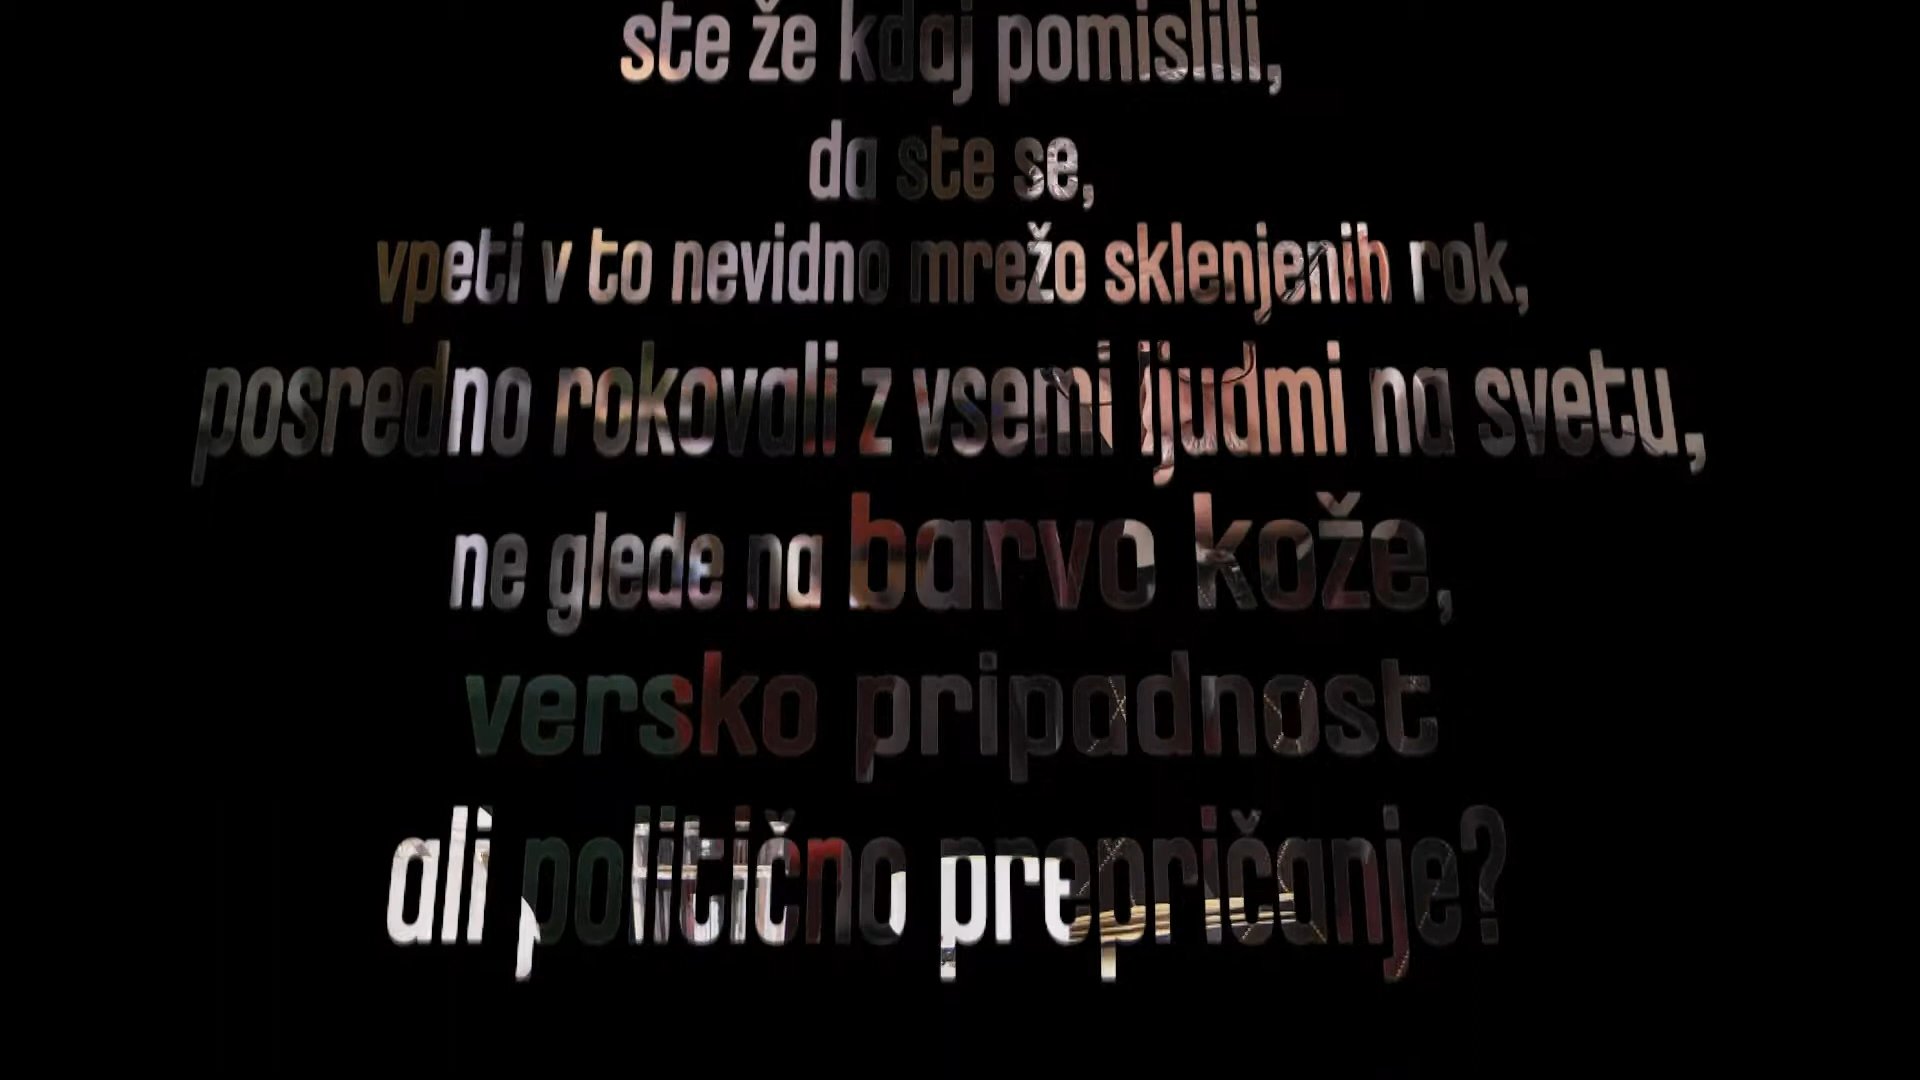 ste že kdaj pomislili,
da ste se,
vpeti v to nevidno mrežo sklenjenih rok,
posredno rokovali z vsemi ljudmi na svetu,
ne glede na barvo kože,
versko pripadnost
ali politično prepričanje?